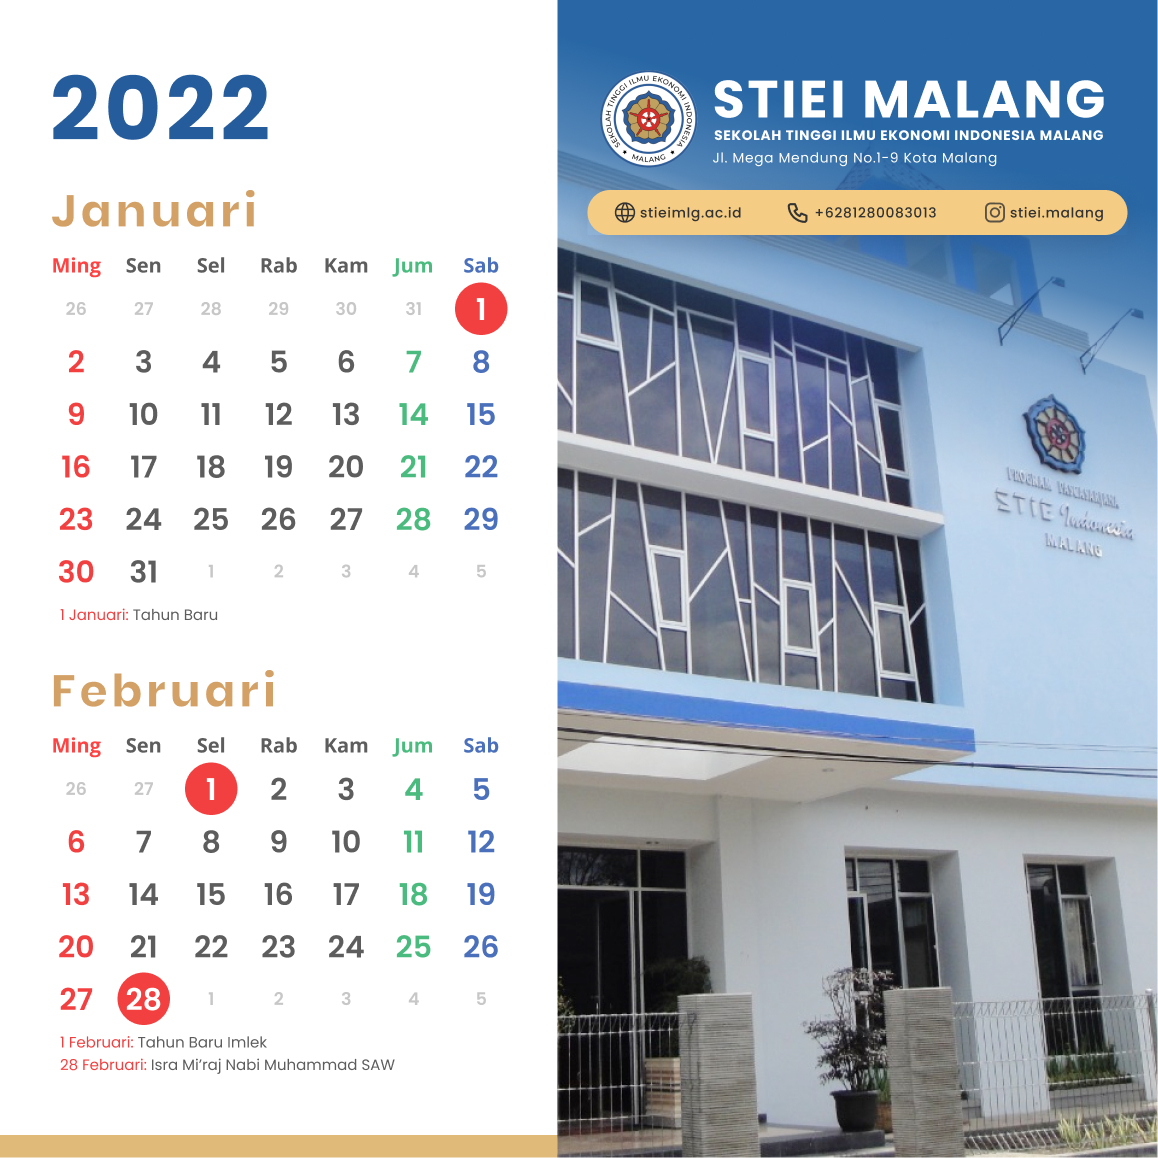 2022
Januari
Ming Sen Sel Rab Kam Jum Sab
26 27 28 29 30 31 1
2 3 4 5 6 7 8
9 10 11 12 13 14 15
16 17 18 19 20 21 22
23 24 25 26 27 28 29
30 31 1 2 3 4 5
1 Januari: Tahun Baru
Februari
Ming Sen Sel Rab Kam Jum Sab
26 27 1 2 3 4 5
6 7 8 9 10 11 12
13 14 15 16 17 18 19
20 21 22 23 24 25 26
27 28 1 2 3 4 5
1 Februari: Tahun Baru Imlek
28 Februari: Isra Mi’raj Nabi Muhammad SAW
SEKOLAH TINGGI ILMU EKONOMI INDONESIA
MALANG
STIEI MALANG
SEKOLAH TINGGI ILMU EKONOMI INDONESIA MALANG
Jl. Mega Mendung No.1-9 Kota Malang
stieimlg.ac.id +6281280083013 stiei.malang
PROGRAM PASCASARJANA
STIE Indonesia
MALANG